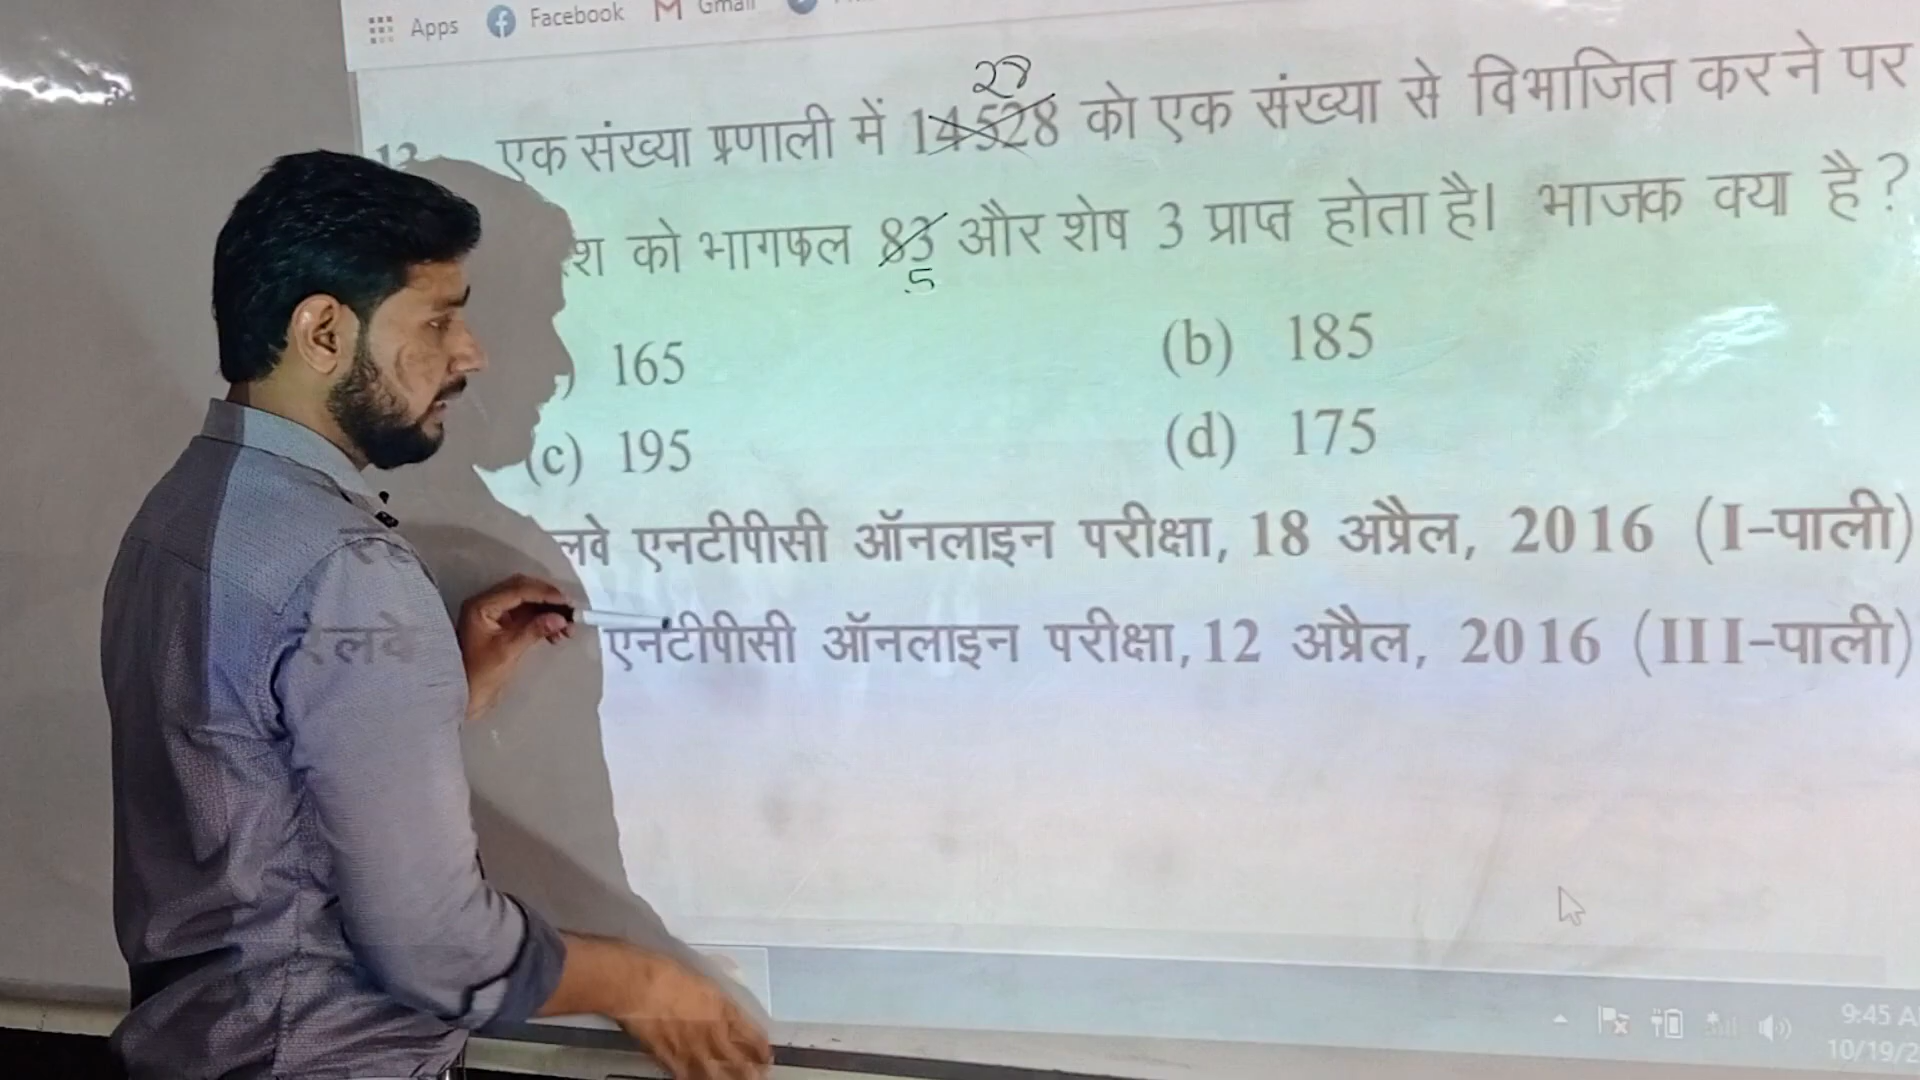 Apps Facebook Gmail
28
एक संख्या प्रणाली में 14528 को एक संख्या से विभाजित करने पर
को भागफल 83 और शेष 3 प्राप्त होता है। भाजक क्या है?
5
165 (b) 185
(c) 195 (d) 175
एनटीपीसी ऑनलाइन परीक्षा, 18 अप्रैल, 2016 (I-पाली)
एनटीपीसी ऑनलाइन परीक्षा, 12 अप्रैल, 2016 (III-पाली)
9:45 A
10/19/2